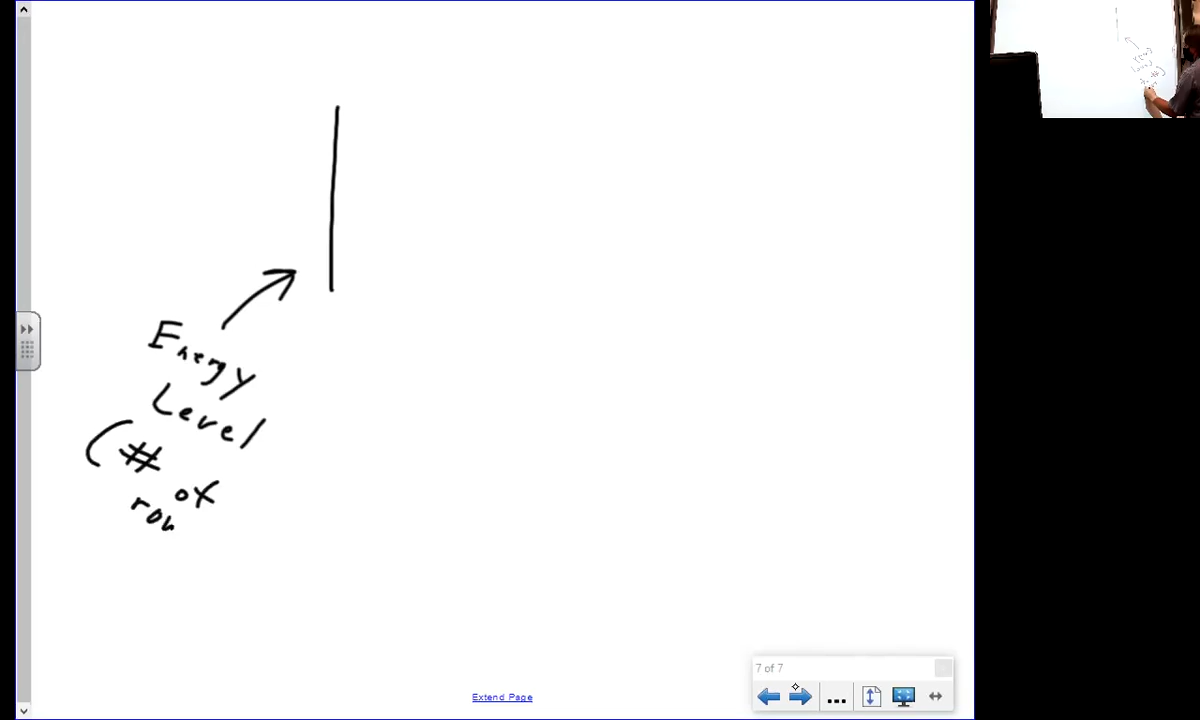 |
Energy
Level
(# of
row
7 of 7
...
Extend Page